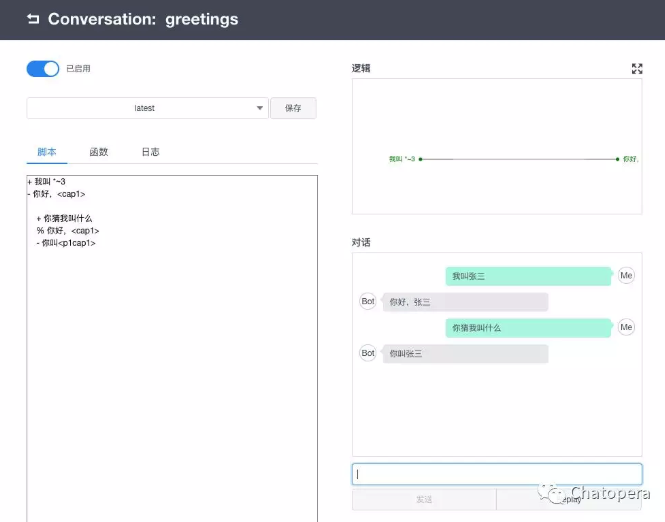 Conversation: greetings
已启用
latest
保存
脚本
函数
日志
+ 我叫 *~3
- 你好，<cap1>
+ 你猜我叫什么
% 你好，<cap1>
- 你叫<p1cap1>
逻辑
我叫 *~3
你好,
对话
我叫张三
Me
Bot
你好，张三
你猜我叫什么
Me
Bot
你叫张三
发送
Chatopera